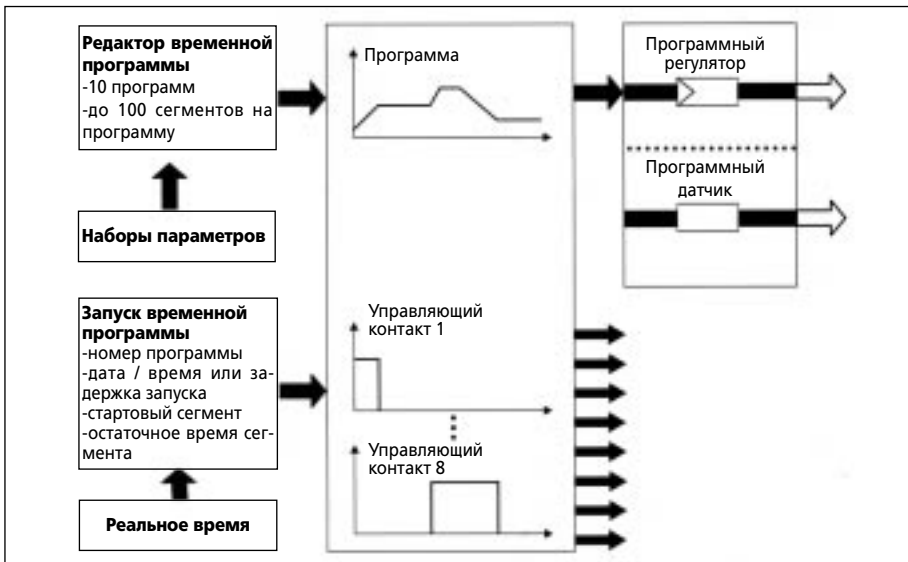 Редактор временной
программы
-10 программ
-до 100 сегментов на
программу
Наборы параметров
Запуск временной
программы
-номер программы
-дата / время или за-
держка запуска
-стартовый сегмент
-остаточное время сег-
мента
Реальное время
Программа
Управляющий
контакт 1
Управляющий
контакт 8
Программный
регулятор
Программный
датчик